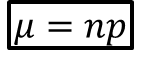 μ = np